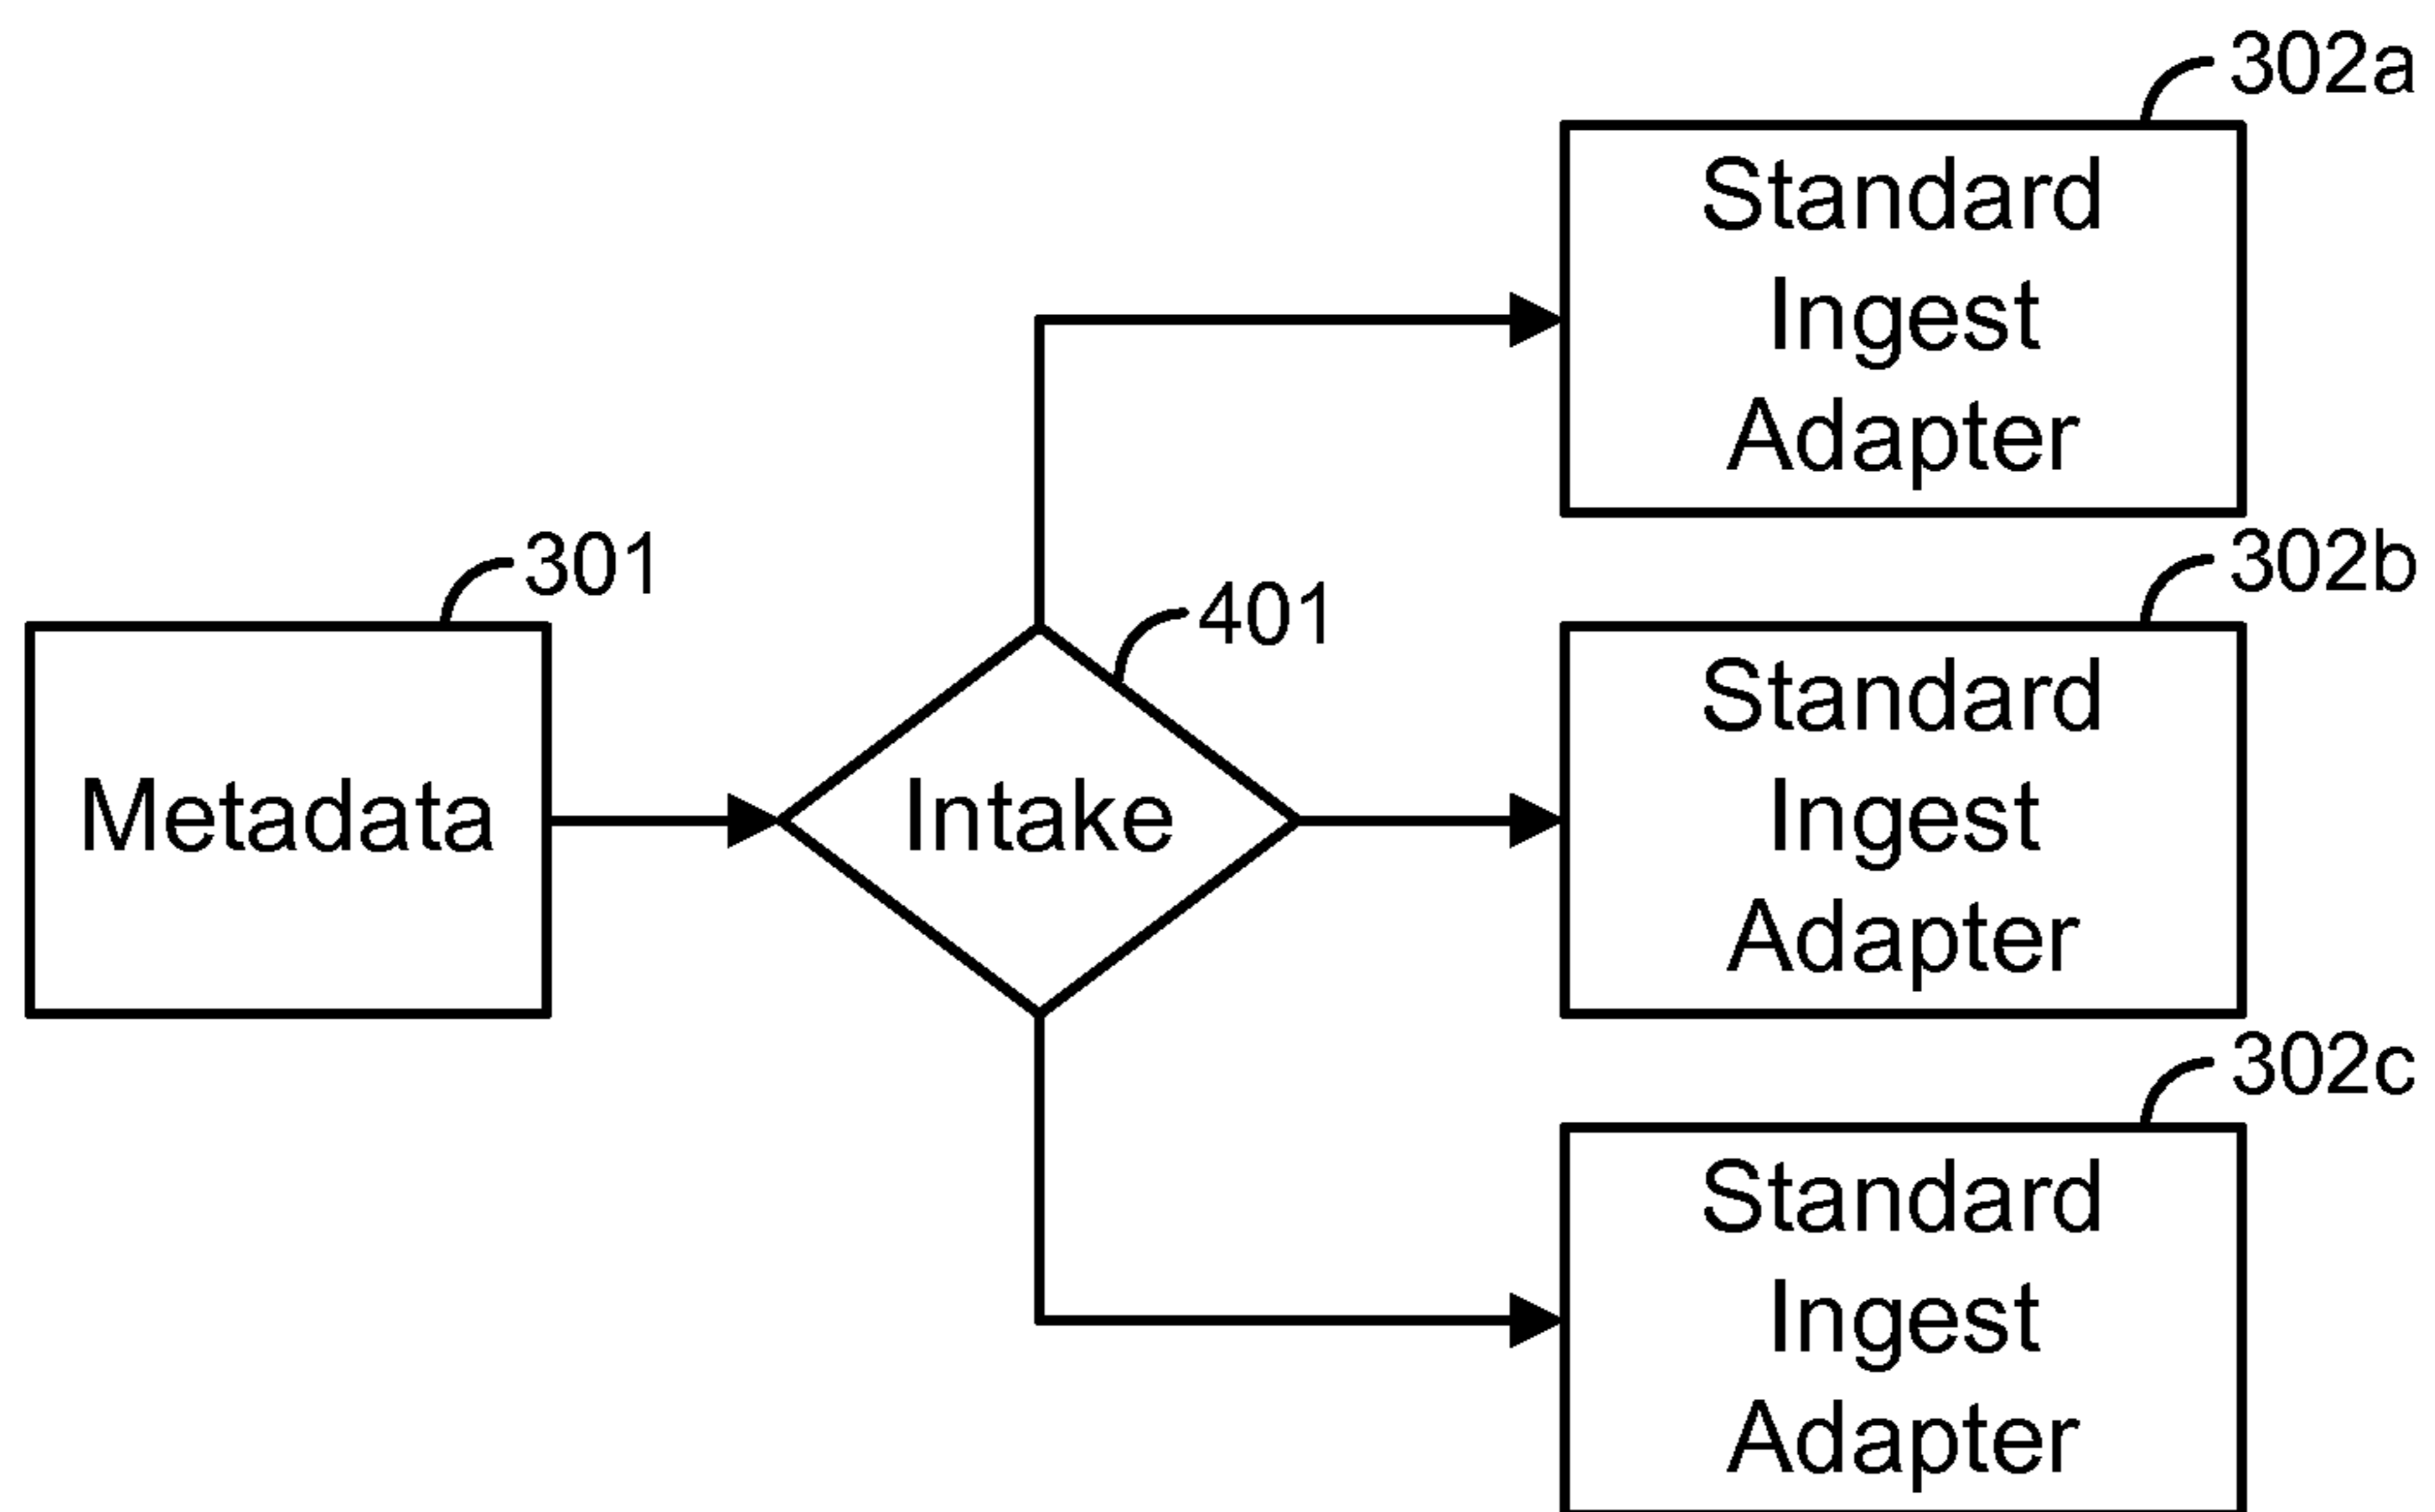 302a
Standard
Ingest
Adapter
301
Metadata
401
Intake
302b
Standard
Ingest
Adapter
302c
Standard
Ingest
Adapter